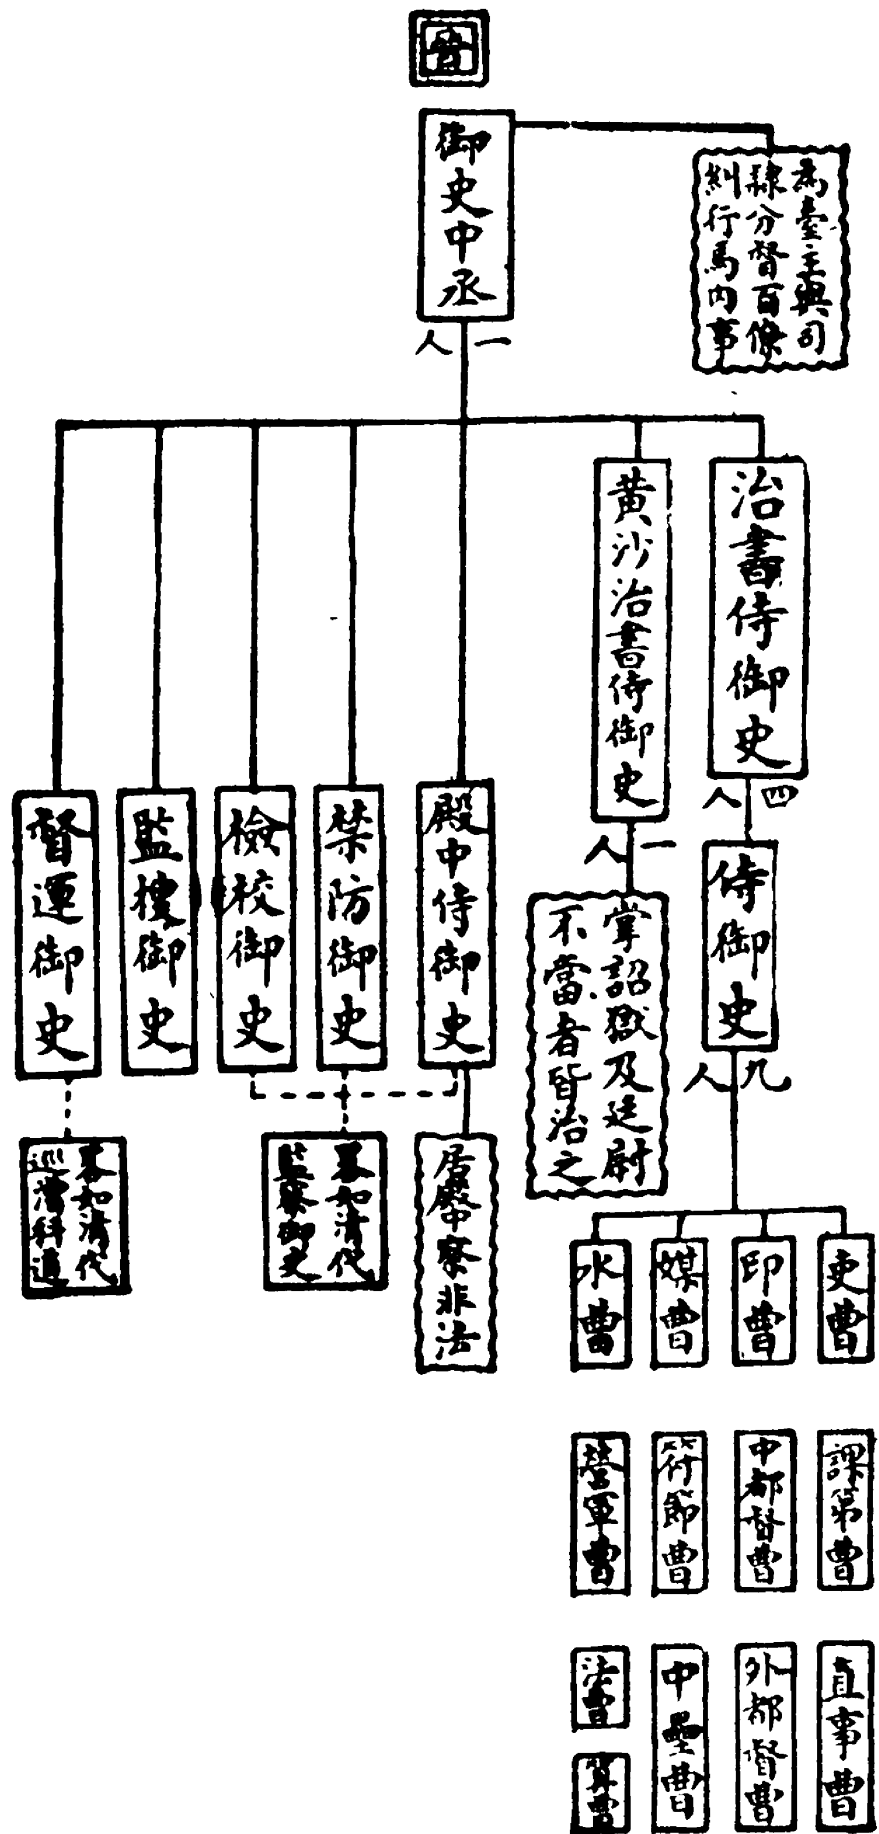 晉
御史中丞
一人
為臺主與司
隸分督百僚
糾行馬內事
治書侍御史
四人
侍御史
九人
吏曹
印曹
媒曹
水曹
課第曹
中都督曹
符節曹
營軍曹
直事曹
外都督曹
中壘曹
法曹
算曹
黃沙治書侍御史
一人
掌詔獄及廷尉
不當者皆治之
殿中侍御史
居殿中察非法
禁防御史
檢校御史
畧如清代
監察御史
監搜御史
督運御史
畧如清代
巡漕科道